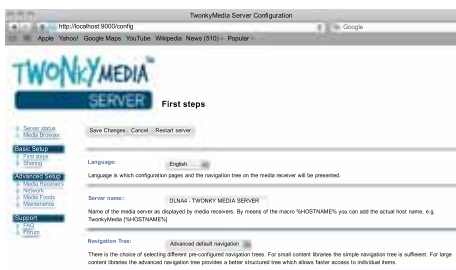 TwonkyMedia Server Configuration
http://localhost:9000/config
Google
Apple Yahoo! Google Maps YouTube Wikipedia News (510) Popular
TWONKYMEDIA
SERVER
First steps
Server status
Media Browser
Basic Setup
First steps
Sharing
Advanced Setup
Media Receivers
Network
Media Foods
Maintenance
Support
FAQ
Forum
Save Changes Cancel Restart server
Language:
English
Language is which configuration pages and the navigation tree on the media receiver will be presented.
Server name::
DLNA4 - TWONKY MEDIA SERVER
Name of the media server as displayed by media receivers. By means of the macro %HOSTNAME% you can add the actual host name, e.g.
TwonkyMedia [%HOSTNAME%]
Navigation Tree:
Advanced default navigation
There is the choice of selecting different pre-configured navigation trees. For small content libraries the simple navigation tree is suffieint. For large
content libraries the advanced navigation tree provides a better structured tree which allows faster access to individual items.